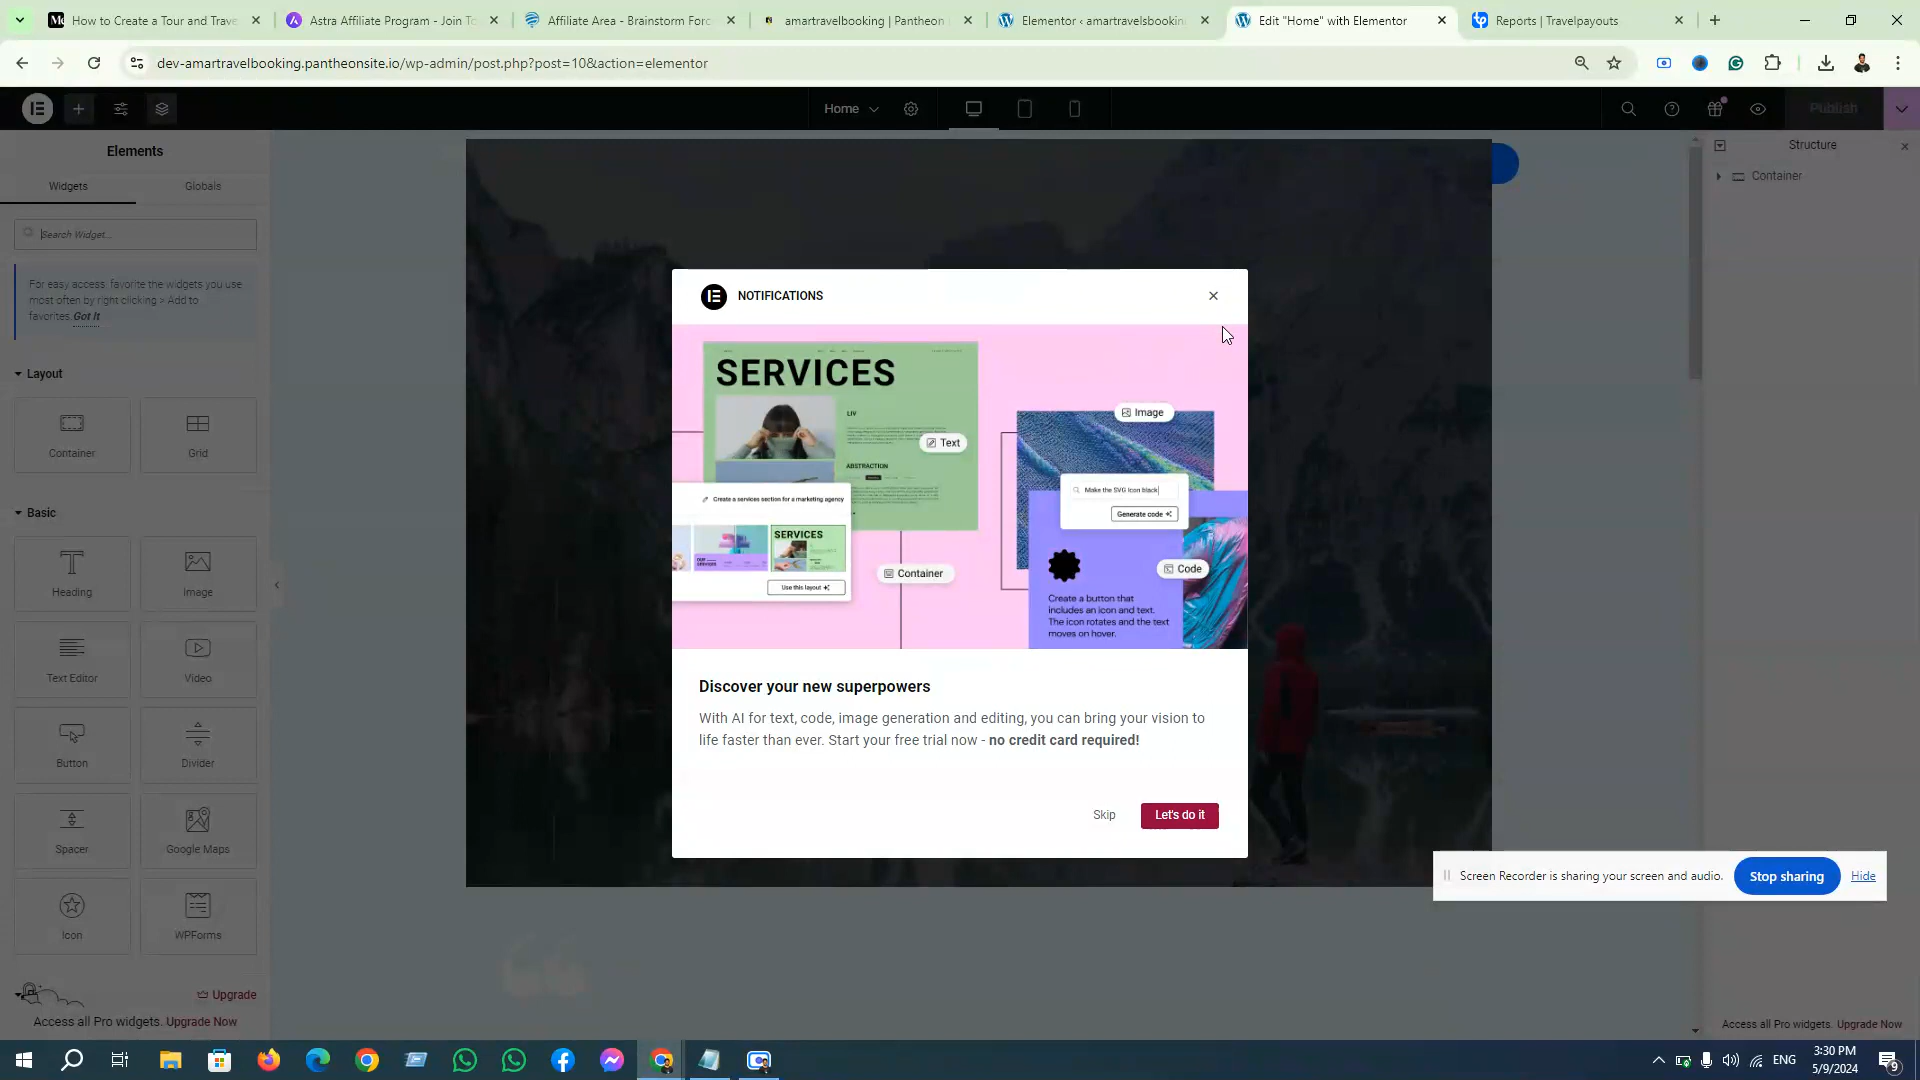 How to Create a Tour and Trave
Astra Affiliate Program - Join To
Affiliate Area - Brainstorm Forc
amartravelbooking | Pantheon
Elementor ‹ amartravelsbookin
Edit "Home" with Elementor
Reports | Travelpayouts
dev-amartravelbooking.pantheonsite.io/wp-admin/post.php?post=10&action=elementor
Home
Publish
Elements
Widgets
Globals
Search Widget...
For easy access, favorite the widgets you use
most often by right clicking > Add to
favorites. Got It
Layout
Container
Grid
Basic
Heading
Image
Text Editor
Video
Button
Divider
Spacer
Google Maps
Icon
WPForms
Upgrade
Access all Pro widgets. Upgrade Now
NOTIFICATIONS
SERVICES
LIV
Text
ABSTRACTION
Create a services section for a marketing agency
SERVICES
Use this layout
Container
Image
Make the SVG icon black
Generate code
Code
Create a button that
includes an icon and text.
The icon rotates and the text
moves on hover.
Discover your new superpowers
With AI for text, code, image generation and editing, you can bring your vision to
life faster than ever. Start your free trial now - no credit card required!
Skip
Let's do it
Structure
Container
Screen Recorder is sharing your screen and audio.
Stop sharing
Hide
Access all Pro widgets. Upgrade Now
ENG
3:30 PM
5/9/2024
9